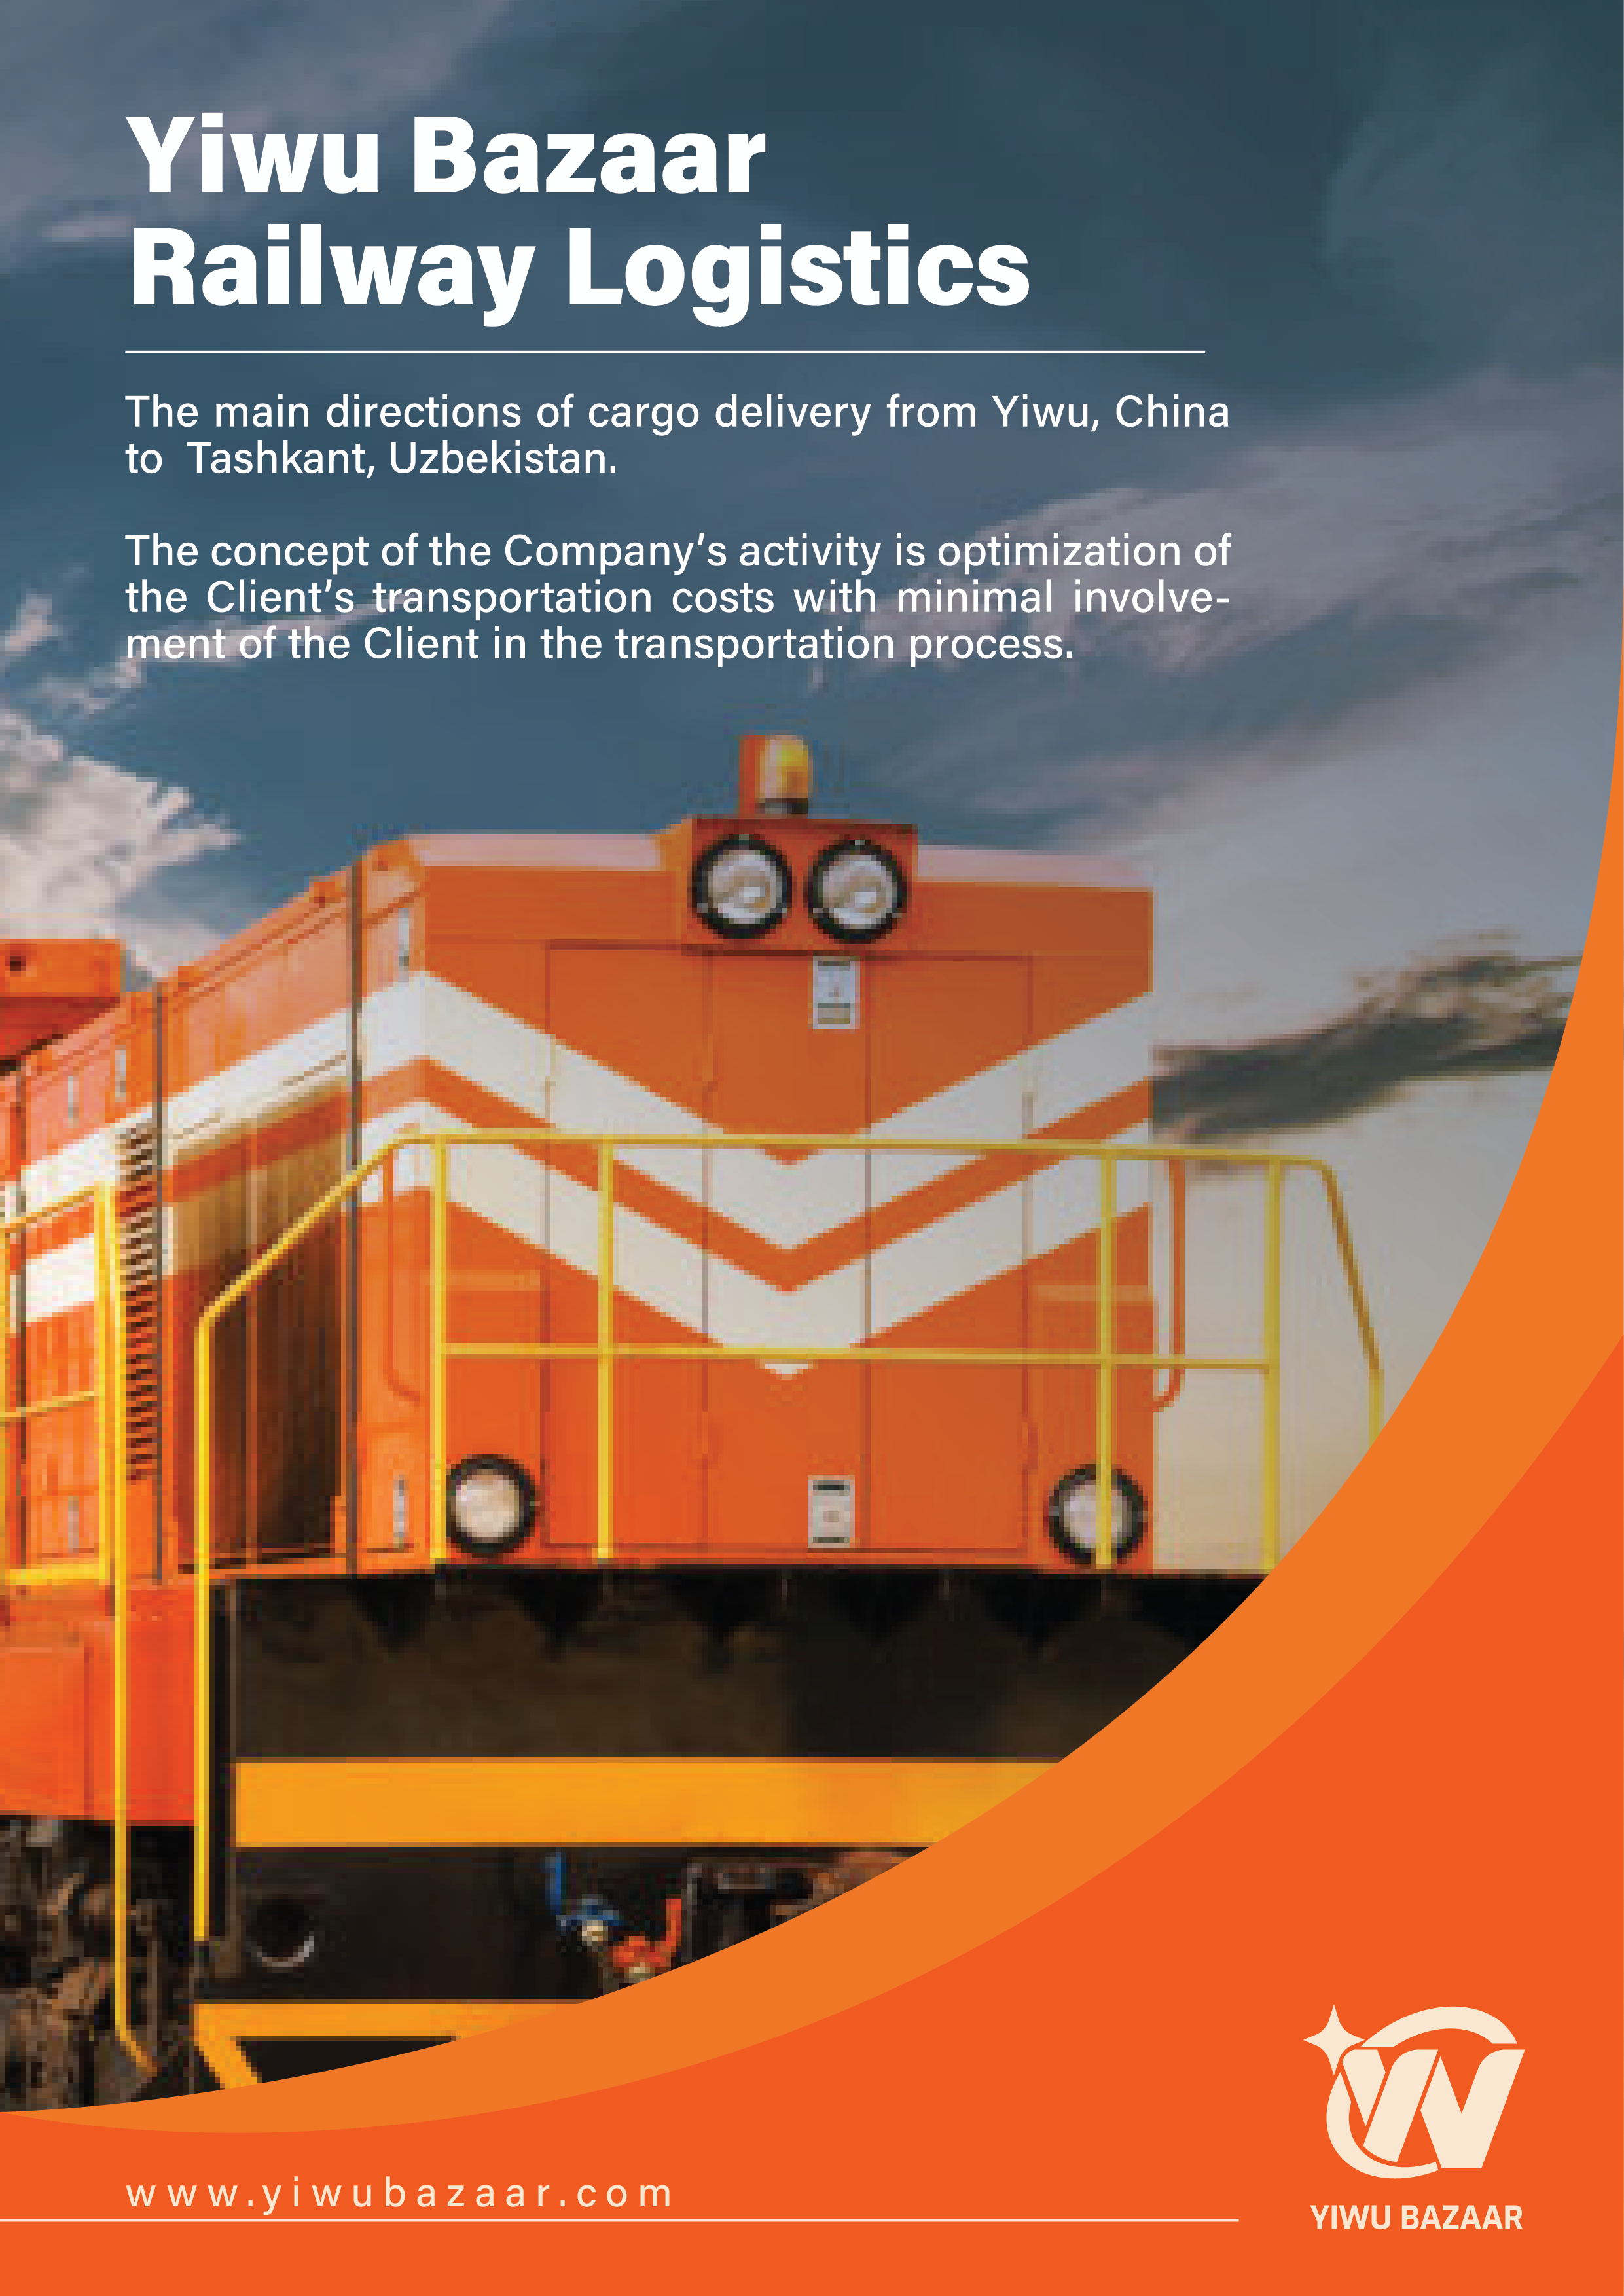 Yiwu Bazaar
Railway Logistics
The main directions of cargo delivery from Yiwu, China
to  Tashkant, Uzbekistan.
The concept of the Company’s activity is optimization of
the Client’s transportation costs with minimal involve-
ment of the Client in the transportation process.
www.yiwubazaar.com
YIWU BAZAAR